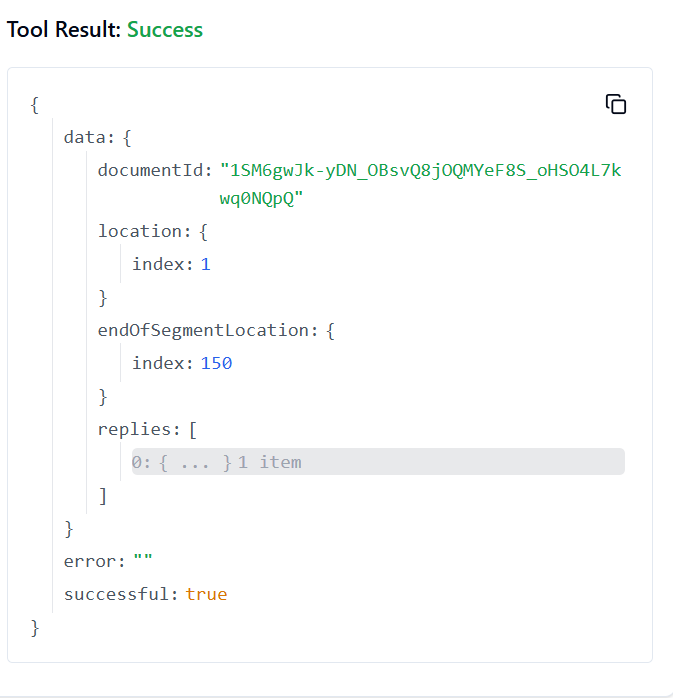 Tool Result: Success
{
data: {
documentId: "1SM6gwJk-yDN_OBsvQ8jOQMYeF8S_oHSO4L7k
wq0NQpQ"
location: {
index: 1
}
endOfSegmentLocation: {
index: 150
}
replies: [
0: { ... } 1 item
]
}
error: ""
successful: true
}